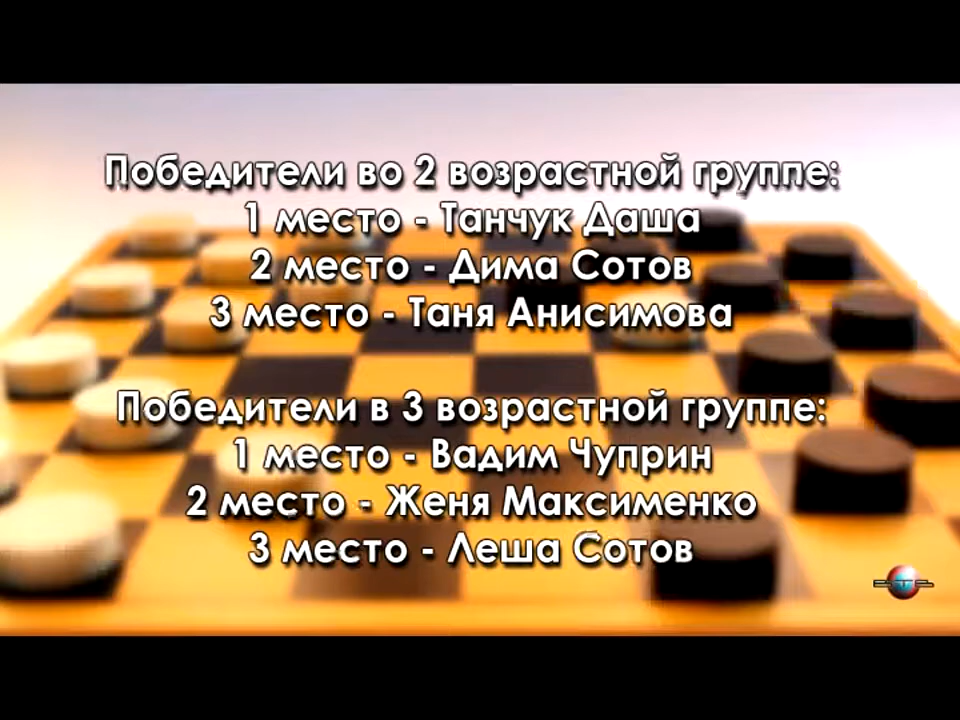 Победители во 2 возрастной группе:
1 место - Танчук Даша
2 место - Дима Сотов
3 место - Таня Анисимова
Победители в 3 возрастной группе:
1 место - Вадим Чуприн
2 место - Женя Максименко
3 место - Леша Сотов